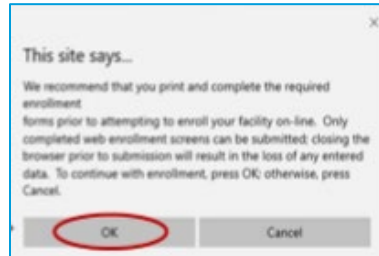 This site says...
We recommend that you print and complete the required
enrollment
forms prior to attempting to enroll your facility on-line. Only
completed web enrollment screens can be submitted; closing the
browser prior to submission will result in the loss of any entered
data. To continue with enrollment, press OK; otherwise, press
Cancel.
OK Cancel